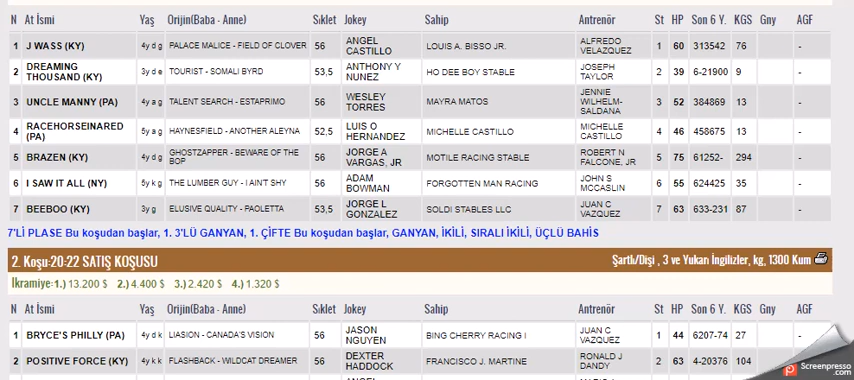 N At İsmi Yaş Orijin(Baba - Anne) Sıklet Jokey Sahip Antrenör St HP Son 6 Y. KGS Gny AGF
1 J WASS (KY) 4y d g PALACE MALICE - FIELD OF CLOVER 56 ANGEL CASTILLO LOUIS A. BISSO JR. ALFREDO VELAZQUEZ 1 60 313542 76 -
2 DREAMING THOUSAND (KY) 3y d e TOURIST - SOMALI BYRD 53,5 ANTHONY Y NUNEZ HO DEE BOY STABLE JOSEPH TAYLOR 2 39 6-21900 9 -
3 UNCLE MANNY (PA) 4y a g TALENT SEARCH - ESTAPRIMO 56 WESLEY TORRES MAYRA MATOS JENNIE WILHELM-SALDANA 3 52 384869 13 -
4 RACEHORSEINARED (PA) 5y a g HAYNESFIELD - ANOTHER ALEYNA 52,5 LUIS O HERNANDEZ MICHELLE CASTILLO MICHELLE CASTILLO 4 46 458675 13 -
5 BRAZEN (KY) 4y d g GHOSTZAPPER - BEWARE OF THE BOP 56 JORGE A VARGAS, JR MOTILE RACING STABLE ROBERT N FALCONE, JR 5 75 61252- 294 -
6 I SAW IT ALL (NY) 5y k g THE LUMBER GUY - I AIN'T SHY 56 ADAM BOWMAN FORGOTTEN MAN RACING JOHN S MCCASLIN 6 55 624425 35 -
7 BEEBOO (KY) 3y g ELUSIVE QUALITY - PAOLETTA 53,5 JORGE L GONZALEZ SOLDI STABLES LLC JUAN C VAZQUEZ 7 63 633-231 87 -
7'Lİ PLASE Bu koşudan başlar, 1. 3'LÜ GANYAN, 1. ÇİFTE Bu koşudan başlar, GANYAN, İKİLİ, SIRALI İKİLİ, ÜÇLÜ BAHİS
2. Koşu:20-22 SATIŞ KOŞUSU Şartlı/Dişi , 3 ve Yukarı İngilizler, kg, 1300 Kum
İkramiye:1.) 13.200 $ 2.) 4.400 $ 3.) 2.420 $ 4.) 1.320 $
N At İsmi Yaş Orijin(Baba - Anne) Sıklet Jokey Sahip Antrenör St HP Son 6 Y. KGS Gny AGF
1 BRYCE'S PHILLY (PA) 4y d k LIASION - CANADA'S VISION 56 JASON NGUYEN BING CHERRY RACING I JUAN C VAZQUEZ 1 44 6207-74 27 -
2 POSITIVE FORCE (KY) 4y k k FLASHBACK - WILDCAT DREAMER 56 DEXTER HADDOCK FRANCISCO J. MARTINE RONALD J DANDY 2 63 4-20376 104
Screenpresso
.com